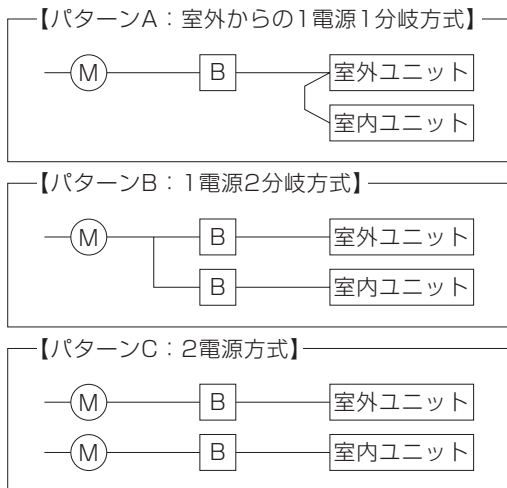 【パターンA：室外からの1電源1分岐方式】
M B 室外ユニット
室内ユニット
【パターンB：1電源2分岐方式】
M B 室外ユニット
B 室内ユニット
【パターンC：2電源方式】
M B 室外ユニット
M B 室内ユニット